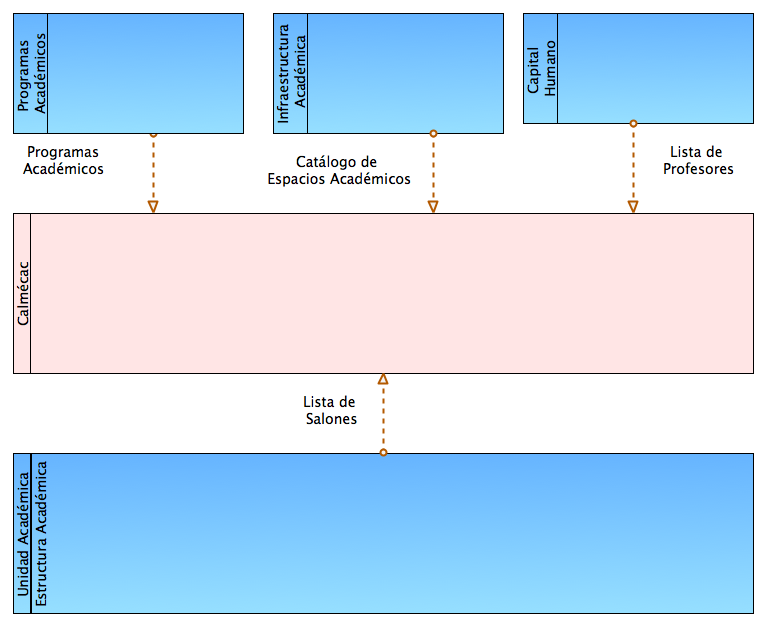 Programas
Académicos
Infraestructura
Académica
Capital
Humano
Programas
Académicos
Catálogo de
Espacios Académicos
Lista de
Profesores
Calmécac
Lista de
Salones
Unidad Académica
Estructura Académica